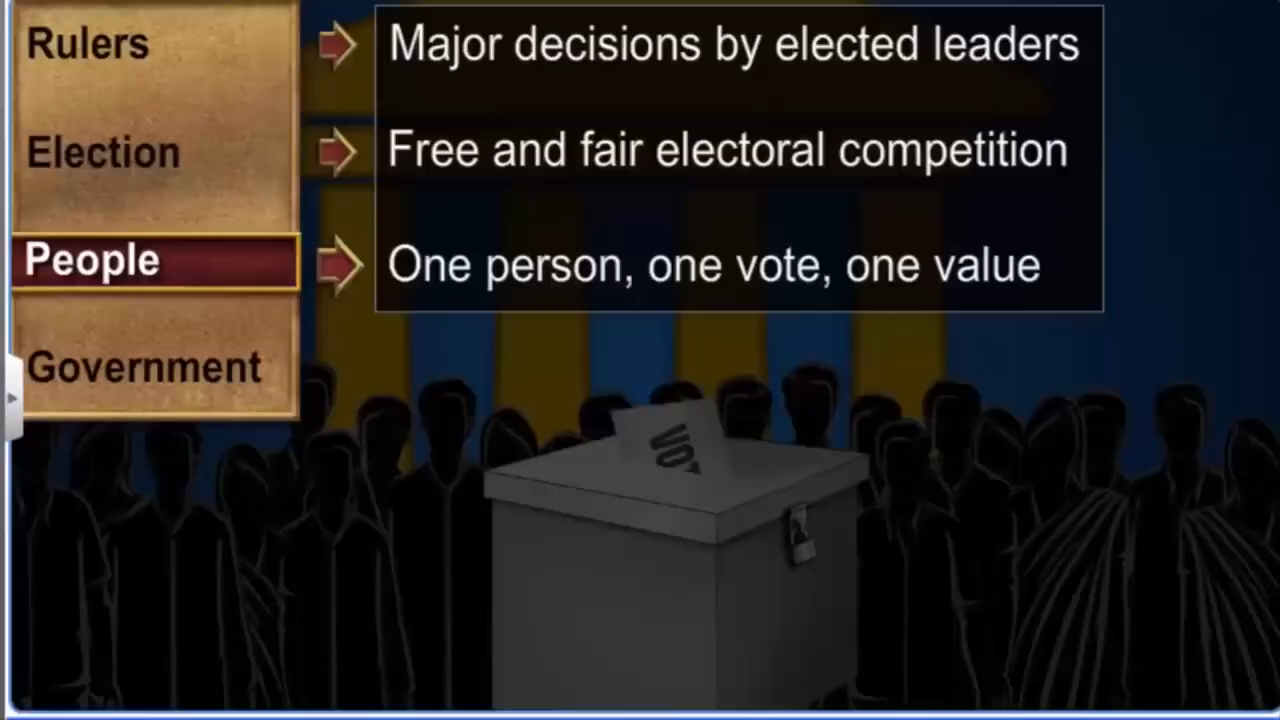 Rulers
Major decisions by elected leaders
Election
Free and fair electoral competition
People
One person, one vote, one value
Government
VOT